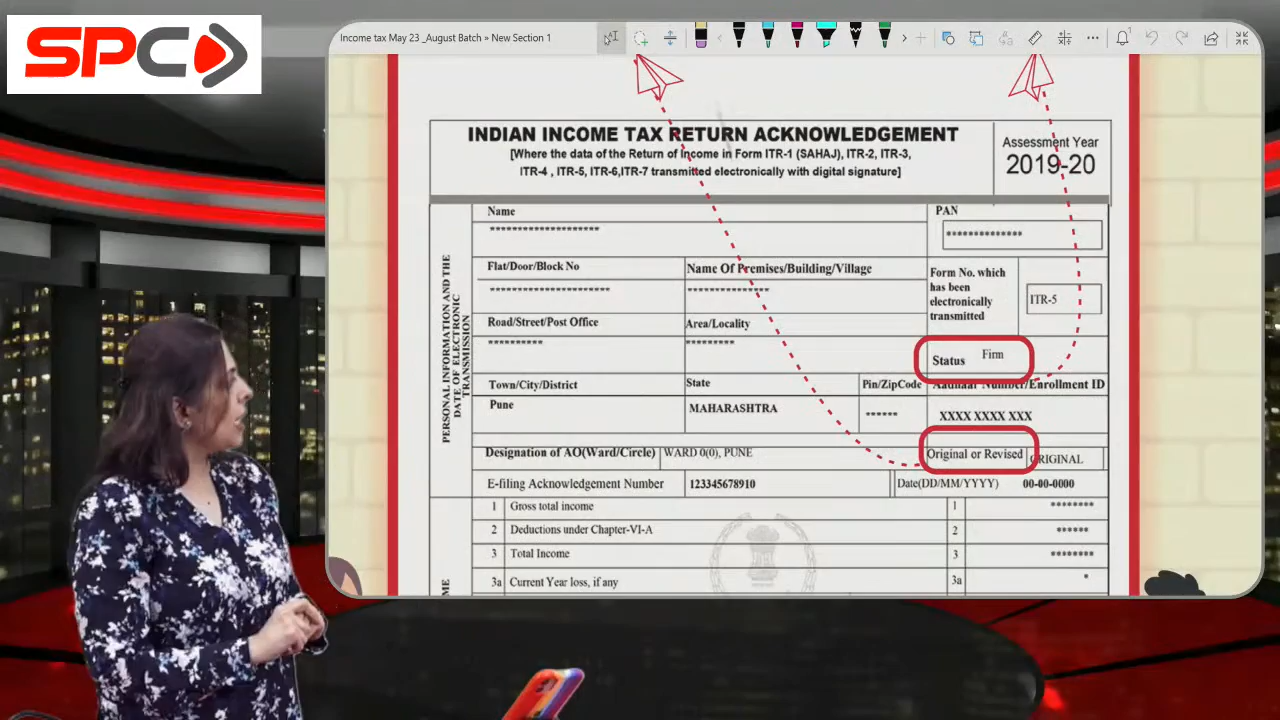 SPC
Income tax May 23 _August Batch » New Section 1
INDIAN INCOME TAX RETURN ACKNOWLEDGEMENT
[Where the data of the Return of Income in Form ITR-1 (SAHAJ), ITR-2, ITR-3,
ITR-4 , ITR-5, ITR-6,ITR-7 transmitted electronically with digital signature]
Assessment Year
2019-20
PERSONAL INFORMATION AND THE
DATE OF ELECTRONIC
TRANSMISSION
Name
********************
PAN
**************
Flat/Door/Block No
**********************
Name Of Premises/Building/Village
***************
Form No. which
has been
electronically
transmitted
ITR-5
Road/Street/Post Office
**********
Area/Locality
*********
Status Firm
Town/City/District
Pune
State
MAHARASHTRA
Pin/ZipCode
******
Aadhaar Number/Enrollment ID
XXXX XXXX XXX
Designation of AO(Ward/Circle) WARD 0(0), PUNE
Original or Revised ORIGINAL
E-filing Acknowledgement Number 123345678910
Date(DD/MM/YYYY) 00-00-0000
1 Gross total income 1 ********
2 Deductions under Chapter-VI-A 2 ******
3 Total Income 3 ********
3a Current Year loss, if any 3a *
ME